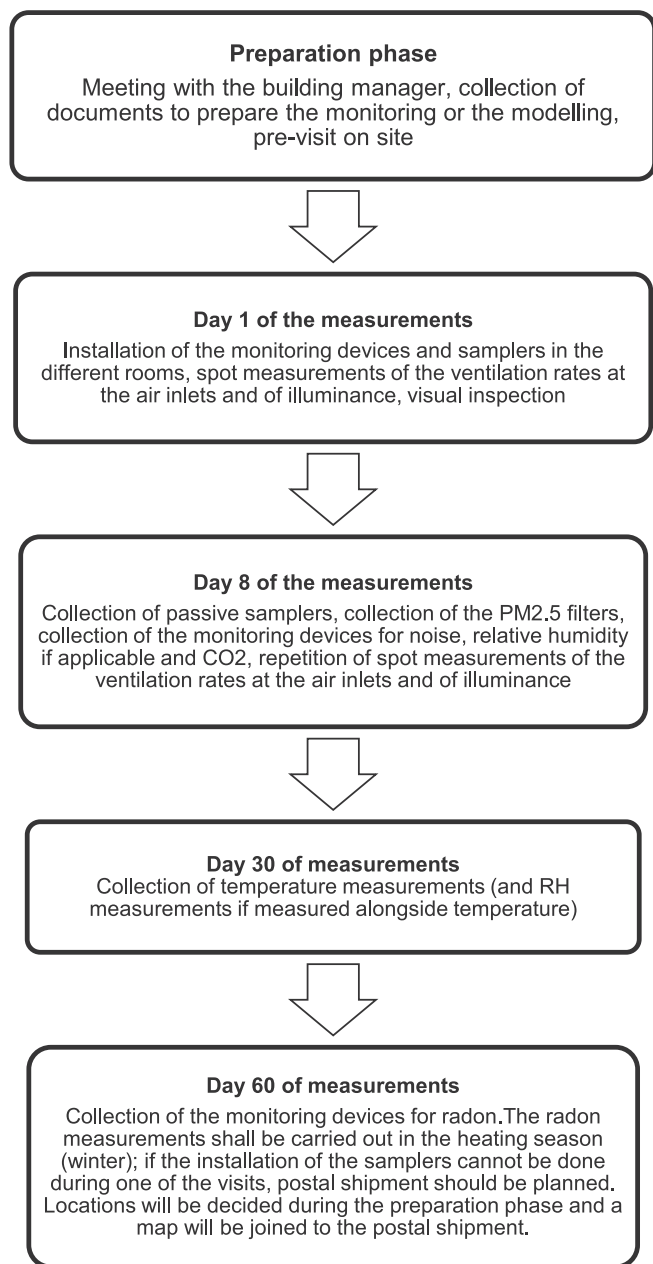 Preparation phase
Meeting with the building manager, collection of
documents to prepare the monitoring or the modelling,
pre-visit on site
Day 1 of the measurements
Installation of the monitoring devices and samplers in the
different rooms, spot measurements of the ventilation rates at
the air inlets and of illuminance, visual inspection
Day 8 of the measurements
Collection of passive samplers, collection of the PM2.5 filters,
collection of the monitoring devices for noise, relative humidity
if applicable and CO2, repetition of spot measurements of the
ventilation rates at the air inlets and of illuminance
Day 30 of measurements
Collection of temperature measurements (and RH
measurements if measured alongside temperature)
Day 60 of measurements
Collection of the monitoring devices for radon.The radon
measurements shall be carried out in the heating season
(winter); if the installation of the samplers cannot be done
during one of the visits, postal shipment should be planned.
Locations will be decided during the preparation phase and a
map will be joined to the postal shipment.